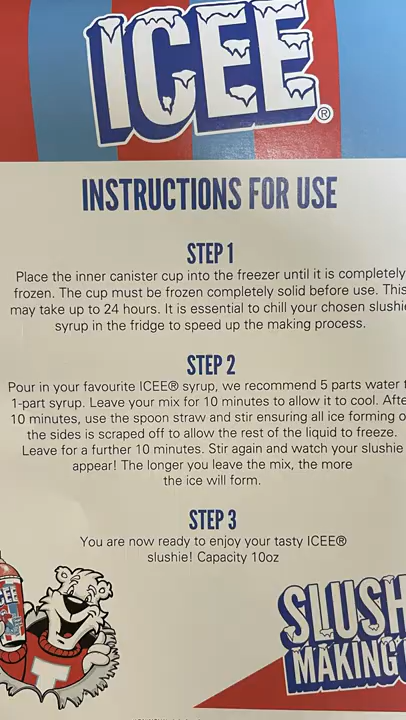 ICEE®
INSTRUCTIONS FOR USE
STEP 1
Place the inner canister cup into the freezer until it is completely
frozen. The cup must be frozen completely solid before use. This
may take up to 24 hours. It is essential to chill your chosen slushie
syrup in the fridge to speed up the making process.
STEP 2
Pour in your favourite ICEE® syrup, we recommend 5 parts water
1-part syrup. Leave your mix for 10 minutes to allow it to cool. Afte
10 minutes, use the spoon straw and stir ensuring all ice forming o
the sides is scraped off to allow the rest of the liquid to freeze.
Leave for a further 10 minutes. Stir again and watch your slushie
appear! The longer you leave the mix, the more
the ice will form.
STEP 3
You are now ready to enjoy your tasty ICEE®
slushie! Capacity 10oz
SLUSH
MAKING